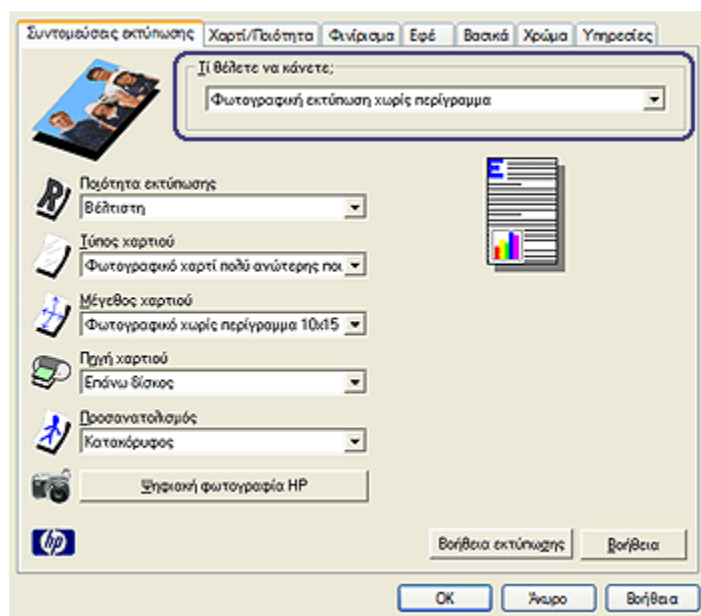 Συντομεύσεις εκτύπωσης Χαρτί/Ποιότητα Φινίρισμα Εφέ Βασικά Χρώμα Υπηρεσίες
Τί θέλετε να κάνετε;
Φωτογραφική εκτύπωση χωρίς περίγραμμα
Ποιότητα εκτύπωσης
Βέλτιστη
Τύπος χαρτιού
Φωτογραφικό χαρτί πολύ ανώτερης ποι
Μέγεθος χαρτιού
Φωτογραφικό χωρίς περίγραμμα 10x15
Πηγή χαρτιού
Επάνω δίσκος
Προσανατολισμός
Κατακόρυφος
Ψηφιακή φωτογραφία HP
hp
Βοήθεια εκτύπωσης Βοήθεια
OK Άκυρο Βοήθεια